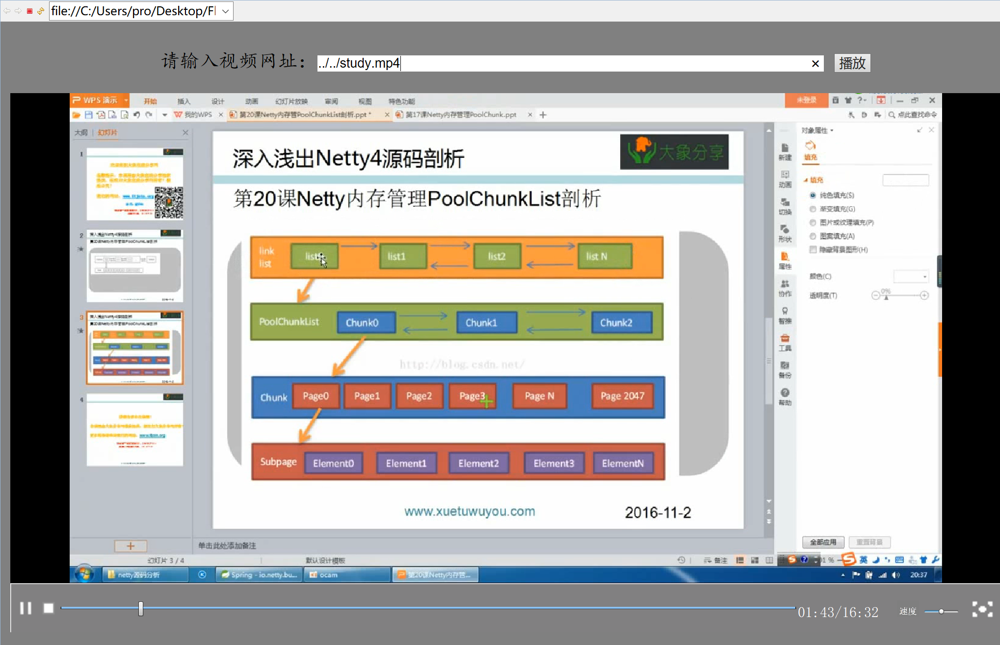 file://C:/Users/pro/Desktop/Fl
请输入视频网址： ../../study.mp4 × 播放
WPS 演示 开始 插入 设计 动画 幻灯片放映 审阅 视图 特色功能 未登录
我的WPS × 第20课Netty内存管PoolChunkList剖析.ppt * × 第17课Netty内存管理PoolChunk.ppt × 点此查找命令
大纲 幻灯片
对象属性
1
2
3
4
深入浅出Netty4源码剖析
大象分享
第20课Netty内存管理PoolChunkList剖析
link list
list1
list2
list N
PoolChunkList Chunk0 Chunk1 Chunk2
http://blog.csdn.net/
Chunk Page0 Page1 Page2 Page3 Page N Page 2047
Subpage Element0 Element1 Element2 Element3 ElementN
www.xuetuwuyou.com 2016-11-2
新建
动画
切换
形状
属性
协作
智推
工具
备份
帮助
填充
填充
纯色填充(S)
渐变填充(G)
图片或纹理填充(P)
图案填充(A)
隐藏背景图形(H)
颜色(C)
透明度(T) 0%
全部应用 重置背景
单击此处添加备注
幻灯片 3 / 4 默认设计模板 备注 英
netty源码分析 Spring - io.netty.bu... ocam 第20课Netty内存管... 20:37
01:43/16:32 速度